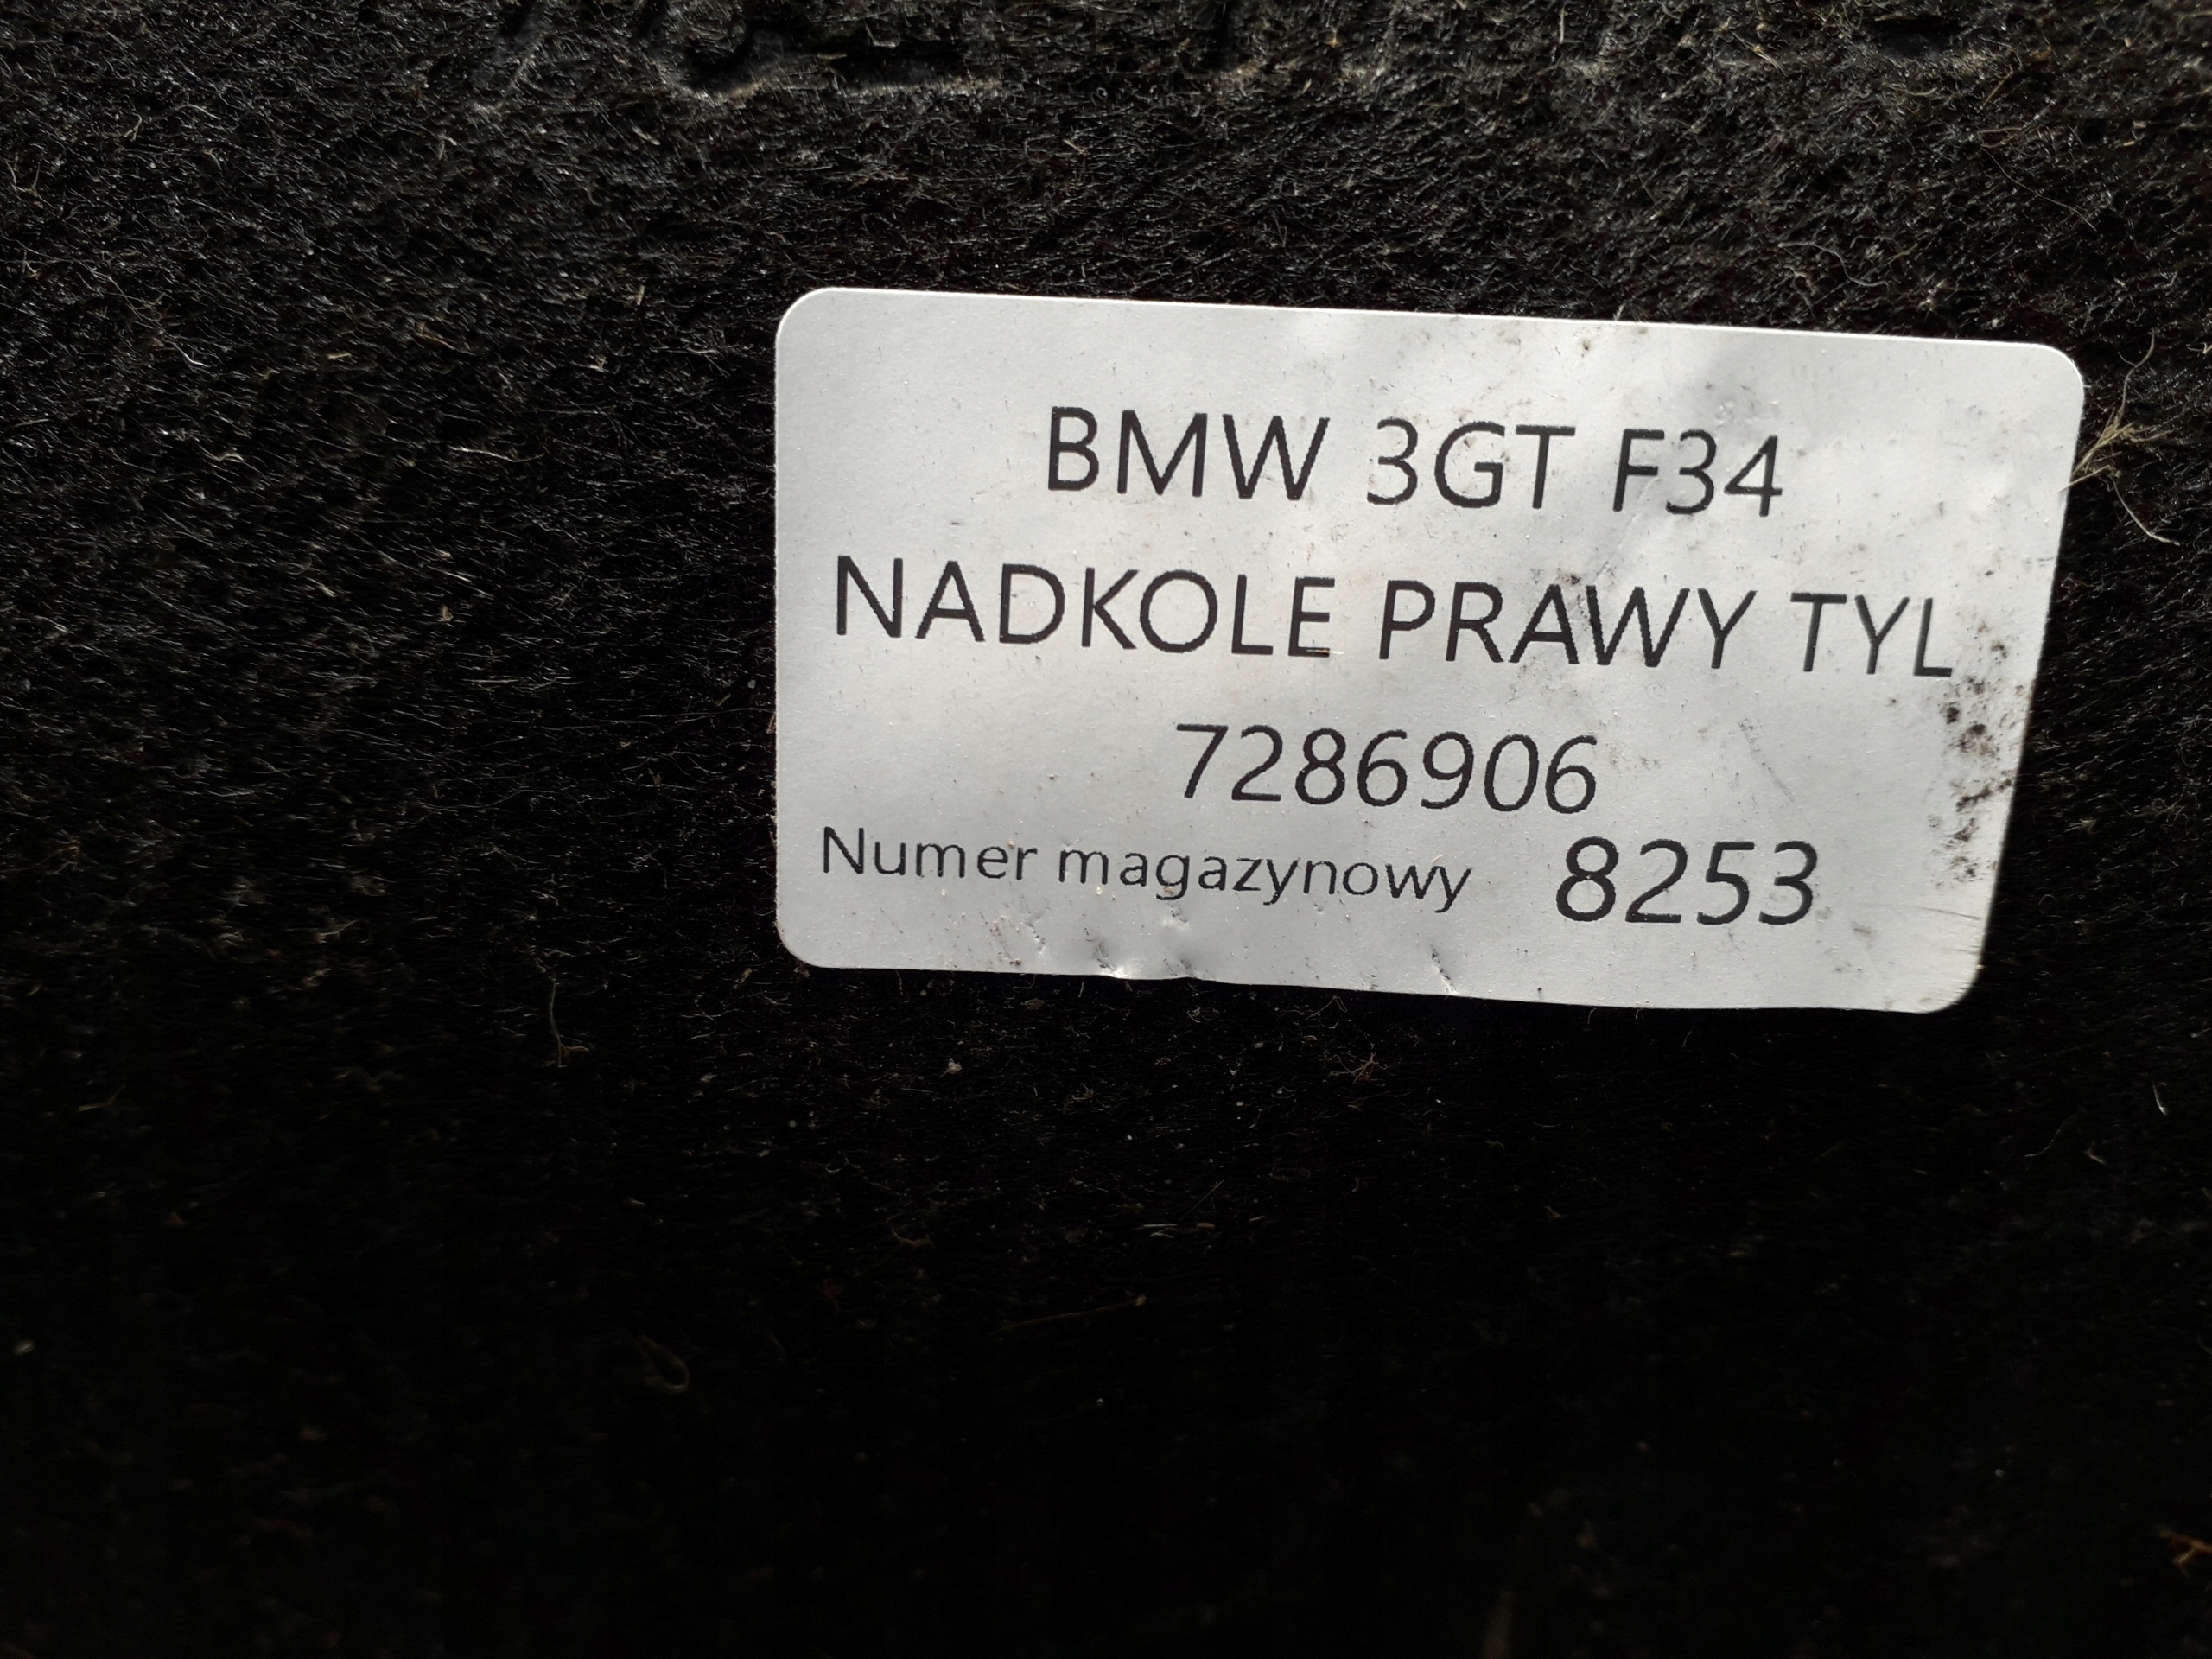 BMW 3GT F34
NADKOLE PRAWY TYL
7286906
Numer magazynowy 8253